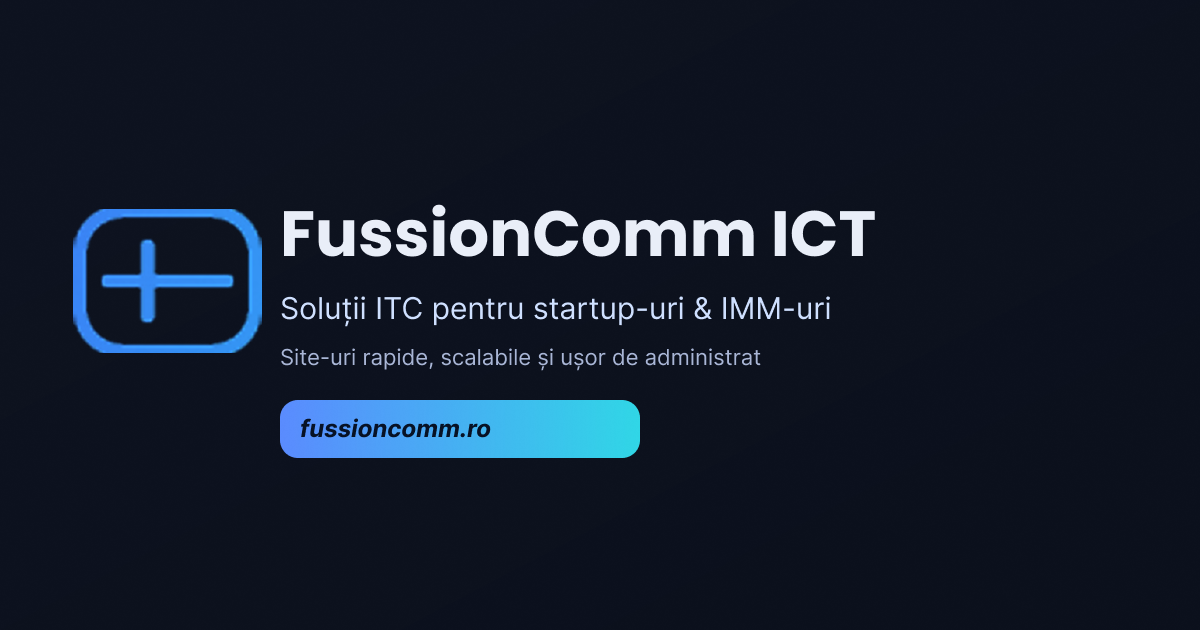 FussionComm ICT
Soluții ITC pentru startup-uri & IMM-uri
Site-uri rapide, scalabile și ușor de administrat
fussioncomm.ro